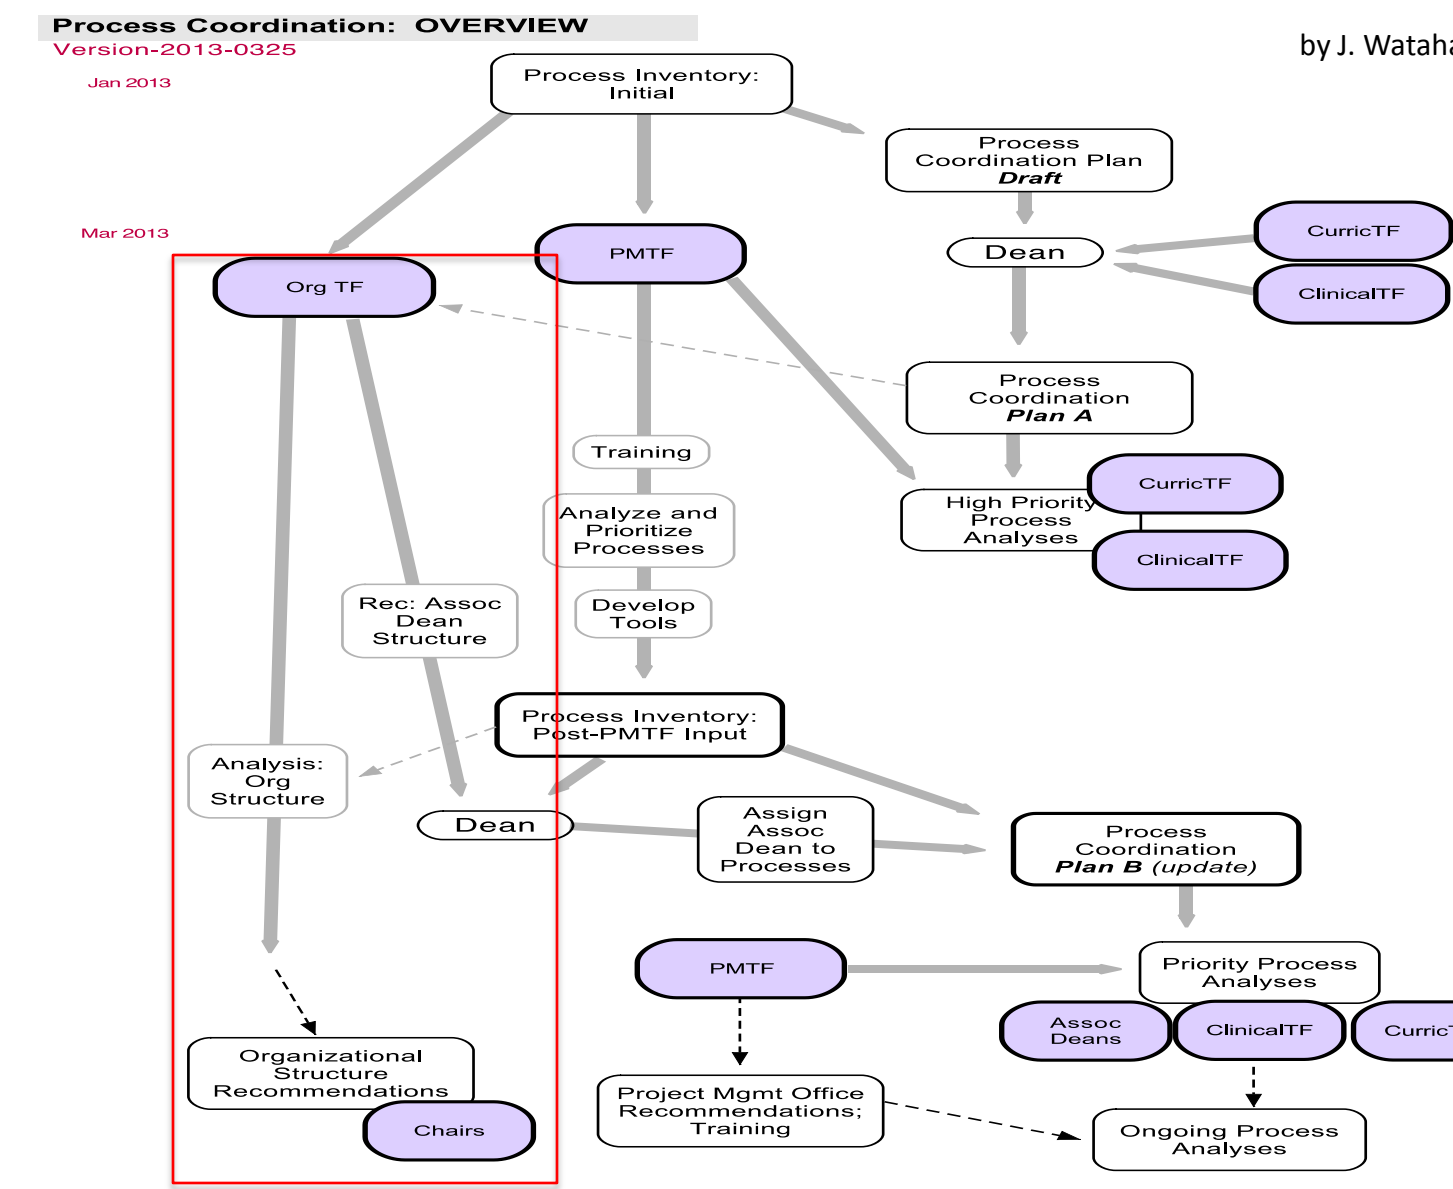 Process Coordination: OVERVIEW
Version-2013-0325
by J. Wataha
Jan 2013
Process Inventory:
Initial
Process
Coordination Plan
Draft
Mar 2013
Org TF
PMTF
Dean
CurricTF
ClinicalTF
Process
Coordination
Plan A
Training
Analyze and
Prioritize
Processes
Develop
Tools
High Priority
Process
Analyses
CurricTF
ClinicalTF
Rec: Assoc
Dean
Structure
Process Inventory:
Post-PMTF Input
Analysis:
Org
Structure
Dean
Assign
Assoc
Dean to
Processes
Process
Coordination
Plan B (update)
PMTF
Priority Process
Analyses
Assoc
Deans
ClinicalTF
Organizational
Structure
Recommendations
Chairs
Project Mgmt Office
Recommendations;
Training
Ongoing Process
Analyses